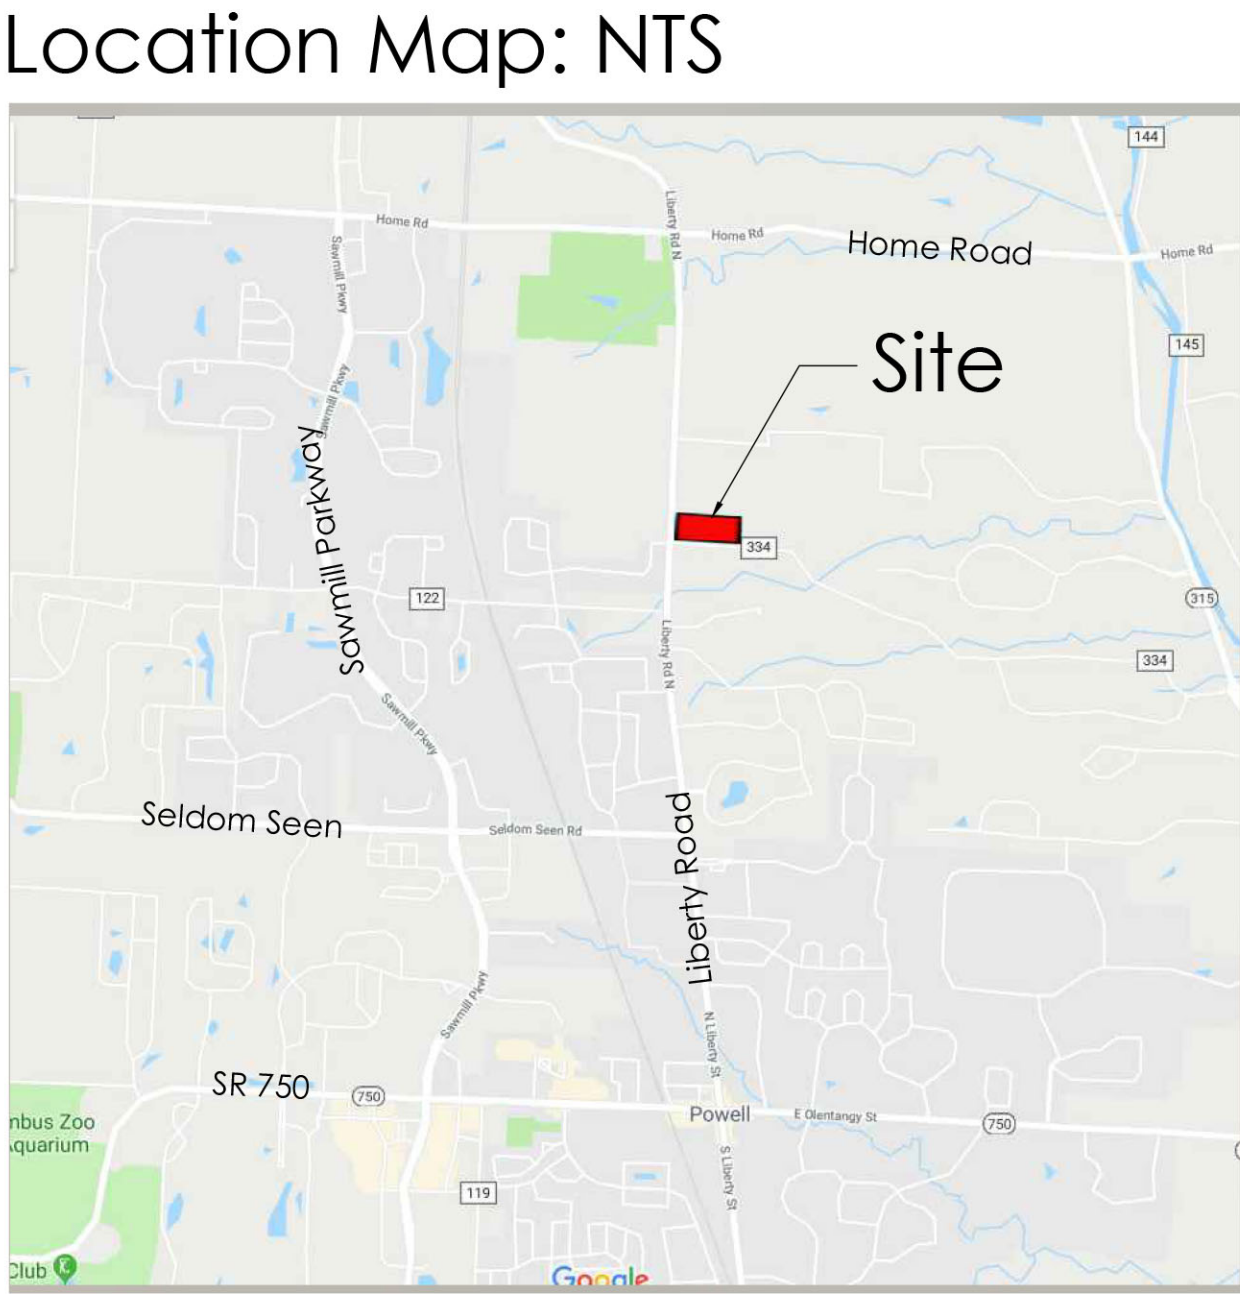 Location Map: NTS
144
Liberty Rd N
Home Rd
Home Rd
Home Road
Home Rd
Sawmill Pkwy
Site
145
Sawmill Pkwy
Sawmill Parkway
334
122
315
Liberty Rd N
334
Sawmill Pkwy
Seldom Seen
Seldom Seen Rd
Liberty Road
Sawmill Pkwy
N Liberty St
SR 750
750
Powell
E Olentangy St
750
nbus Zoo
quarium
S Liberty St
119
Club
Google